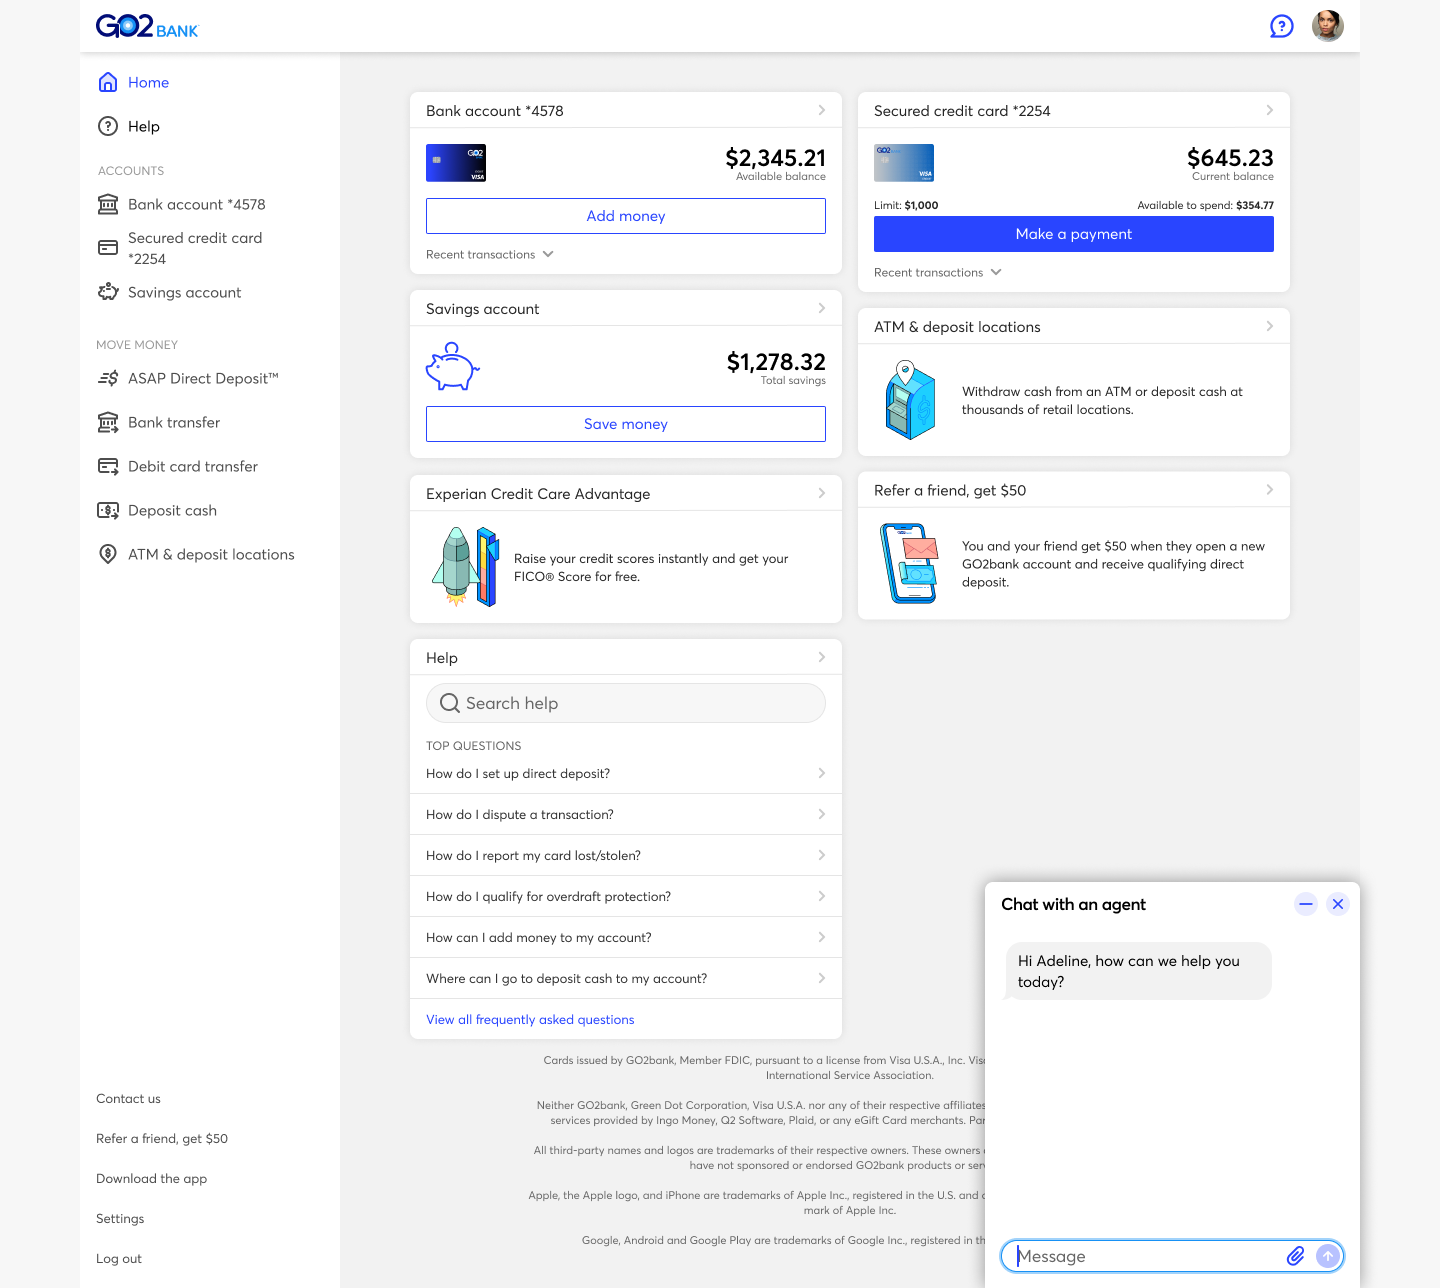 GO2BANK
Home
Help
ACCOUNTS
Bank account *4578
Secured credit card
*2254
Savings account
MOVE MONEY
ASAP Direct Deposit™
Bank transfer
Debit card transfer
Deposit cash
ATM & deposit locations
Contact us
Refer a friend, get $50
Download the app
Settings
Log out
Bank account *4578
GO2
VISA
$2,345.21
Available balance
Add money
Recent transactions
Savings account
$1,278.32
Total savings
Save money
Experian Credit Care Advantage
Raise your credit scores instantly and get your
FICO® Score for free.
Help
Search help
TOP QUESTIONS
How do I set up direct deposit?
How do I dispute a transaction?
How do I report my card lost/stolen?
How do I qualify for overdraft protection?
How can I add money to my account?
Where can I go to deposit cash to my account?
View all frequently asked questions
Secured credit card *2254
GO2BANK
VISA
$645.23
Current balance
Limit: $1,000
Available to spend: $354.77
Make a payment
Recent transactions
ATM & deposit locations
Withdraw cash from an ATM or deposit cash at
thousands of retail locations.
Refer a friend, get $50
GO2
You and your friend get $50 when they open a new
GO2bank account and receive qualifying direct
deposit.
Cards issued by GO2bank, Member FDIC, pursuant to a license from Visa U.S.A., Inc. Visa
International Service Association.
Neither GO2bank, Green Dot Corporation, Visa U.S.A. nor any of their respective affiliates
services provided by Ingo Money, Q2 Software, Plaid, or any eGift Card merchants.
All third-party names and logos are trademarks of their respective owners. These owners
have not sponsored or endorsed GO2bank products or
Apple, the Apple logo, and iPhone are trademarks of Apple Inc., registered in the U.S. and
mark of Apple Inc.
Google, Android and Google Play are trademarks of Google Inc., registered in
Chat with an agent
Hi Adeline, how can we help you
today?
Message